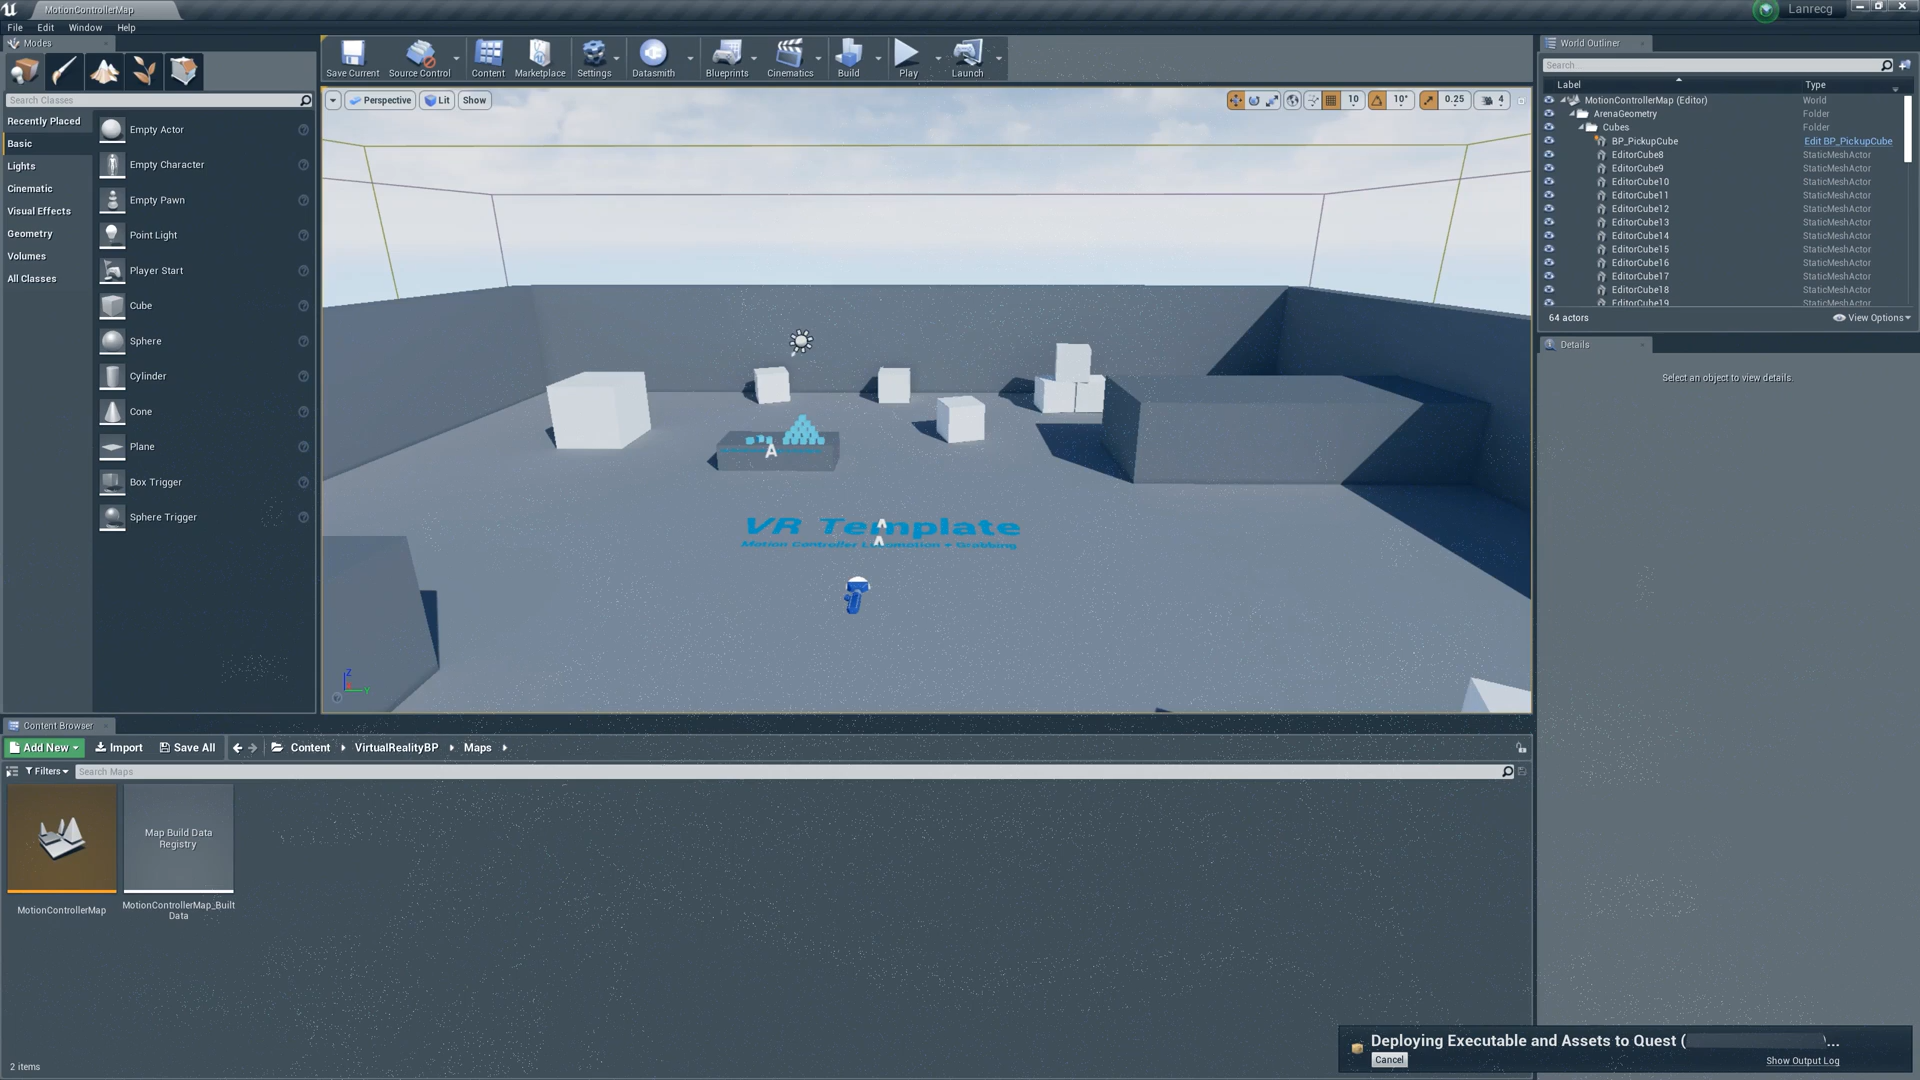 MotionControllerMap
Lanrecg
File Edit Window Help
Modes
Save Current Source Control Content Marketplace Settings Datasmith Blueprints Cinematics Build Play Launch
Search Classes
Recently Played
Basic
Lights
Cinematic
Visual Effects
Geometry
Volumes
All Classes
Empty Actor
Empty Character
Empty Pawn
Point Light
Player Start
Cube
Sphere
Cylinder
Cone
Plane
Box Trigger
Sphere Trigger
Perspective Lit Show
10 10° 0.25 4
VR Template
Motion Controller Locomotion + Grabbing
Z
Y
World Outliner
Search...
Label Type
MotionControllerMap (Editor) World
ArenaGeometry Folder
Cubes Folder
BP_PickupCube Edit BP_PickupCube
EditorCube8 StaticMeshActor
EditorCube9 StaticMeshActor
EditorCube10 StaticMeshActor
EditorCube11 StaticMeshActor
EditorCube12 StaticMeshActor
EditorCube13 StaticMeshActor
EditorCube14 StaticMeshActor
EditorCube15 StaticMeshActor
EditorCube16 StaticMeshActor
EditorCube17 StaticMeshActor
EditorCube18 StaticMeshActor
EditorCube19 StaticMeshActor
64 actors View Options
Details
Select an object to view details.
Content Browser
Add New Import Save All Content VirtualRealityBP Maps
Filters Search Maps
Map Build Data
Registry
MotionControllerMap
MotionControllerMap_Built
Data
2 items
Deploying Executable and Assets to Quest ( )...
Cancel
Show Output Log